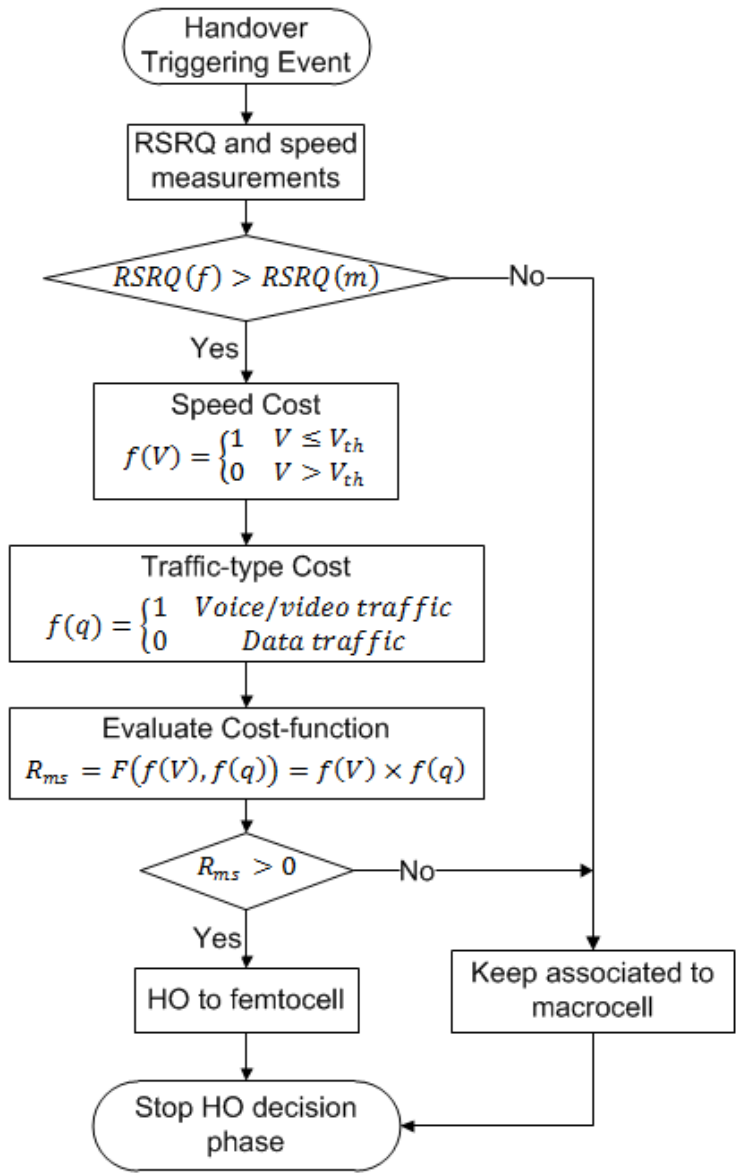 Handover
Triggering Event
RSRQ and speed
measurements
RSRQ(f) > RSRQ(m)
No
Yes
Speed Cost
f(V) = {1 V ≤ V_th
0 V > V_th
Traffic-type Cost
f(q) = {1 Voice/video traffic
0 Data traffic
Evaluate Cost-function
R_ms = F(f(V), f(q)) = f(V) × f(q)
R_ms > 0
No
Yes
HO to femtocell
Keep associated to
macrocell
Stop HO decision
phase